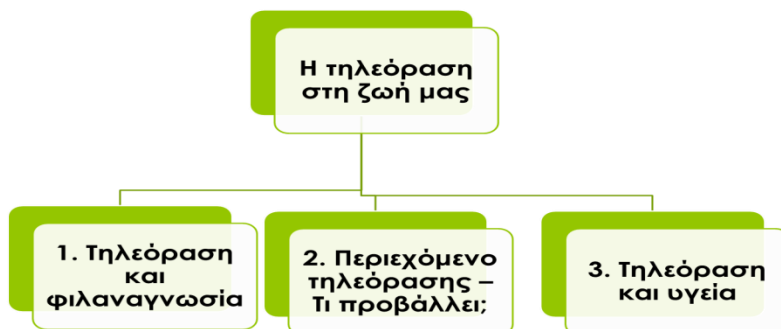 Η τηλεόραση
στη ζωή μας
1. Τηλεόραση
και
φιλαναγνωσία
2. Περιεχόμενο
τηλεόρασης –
Τι προβάλλει;
3. Τηλεόραση
και υγεία